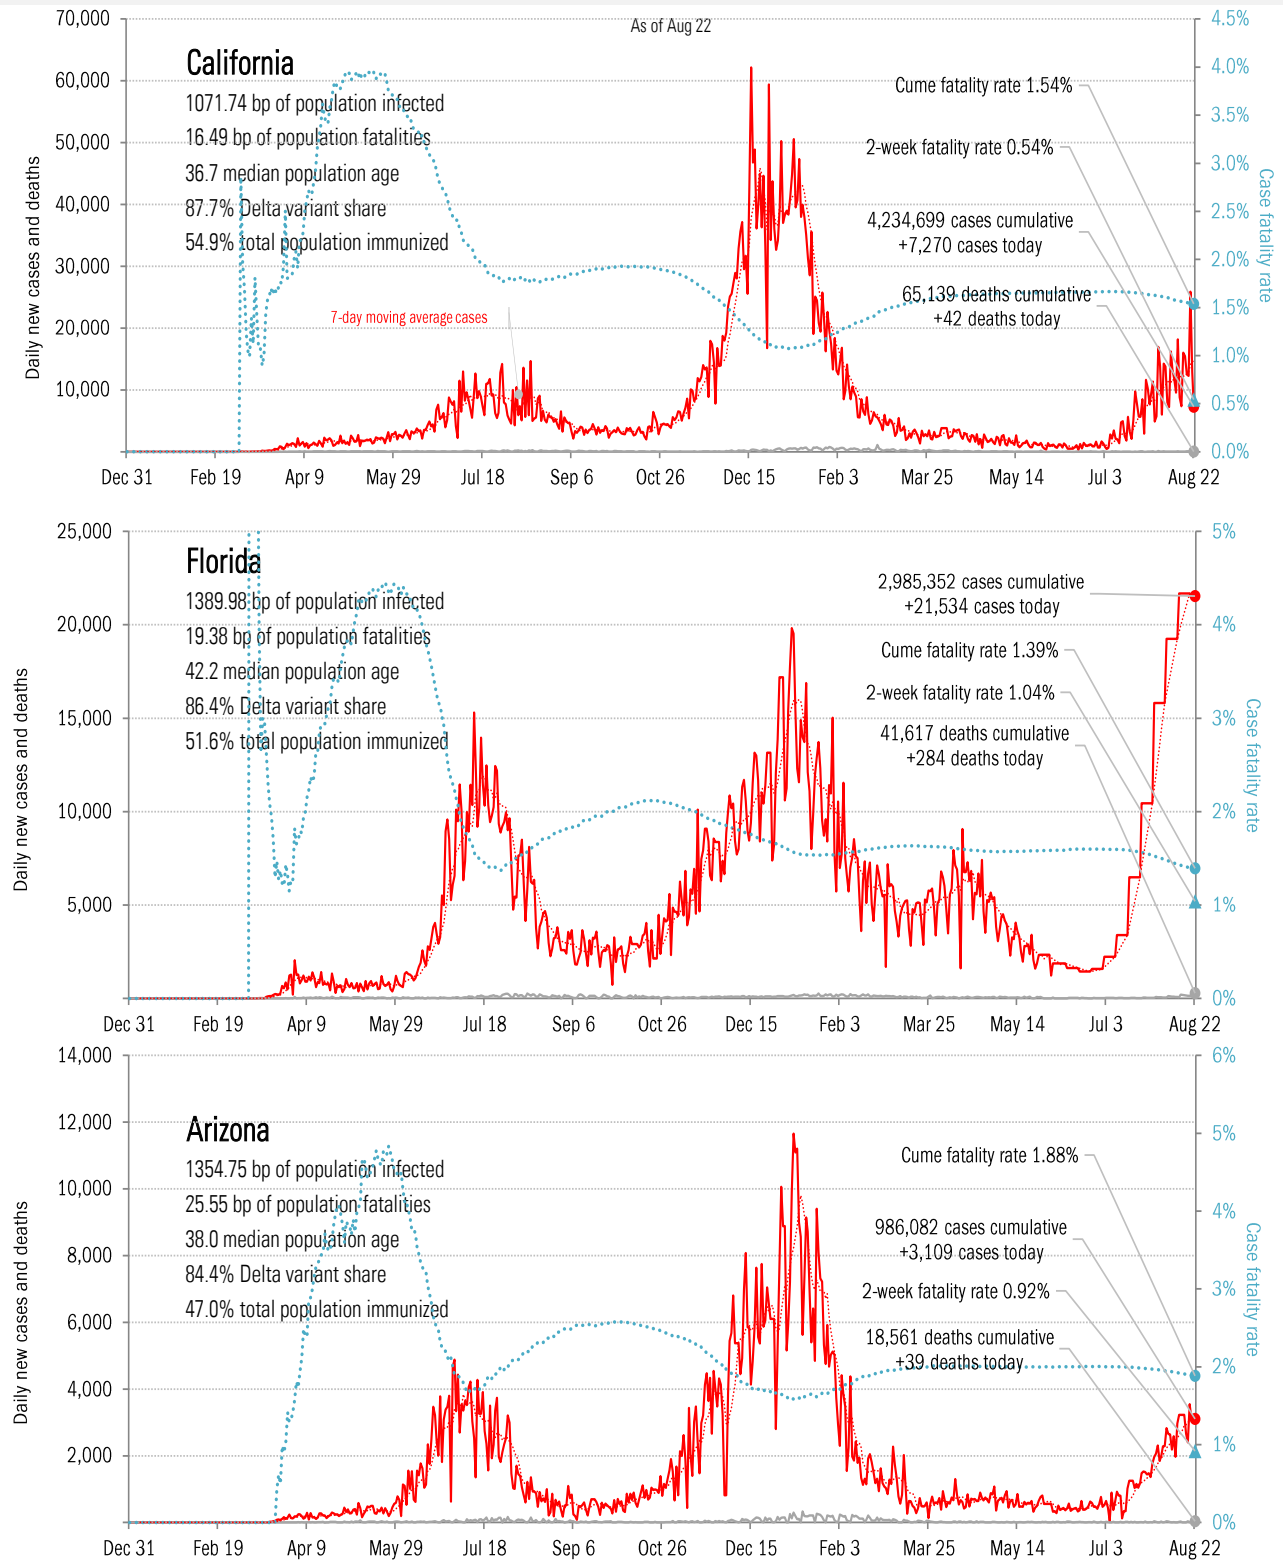 As of Aug 22
70,000
60,000
50,000
40,000
30,000
20,000
10,000
Daily new cases and deaths
California
1071.74 bp of population infected
16.49 bp of population fatalities
36.7 median population age
87.7% Delta variant share
54.9% total population immunized
7-day moving average cases
Cume fatality rate 1.54%
2-week fatality rate 0.54%
4,234,699 cases cumulative
+7,270 cases today
65,139 deaths cumulative
+42 deaths today
4.5%
4.0%
3.5%
3.0%
2.5%
2.0%
1.5%
1.0%
0.5%
0.0%
Case fatality rate
Dec 31 Feb 19 Apr 9 May 29 Jul 18 Sep 6 Oct 26 Dec 15 Feb 3 Mar 25 May 14 Jul 3 Aug 22
25,000
20,000
15,000
10,000
5,000
Daily new cases and deaths
Florida
1389.98 bp of population infected
19.38 bp of population fatalities
42.2 median population age
86.4% Delta variant share
51.6% total population immunized
2,985,352 cases cumulative
+21,534 cases today
Cume fatality rate 1.39%
2-week fatality rate 1.04%
41,617 deaths cumulative
+284 deaths today
5%
4%
3%
2%
1%
0%
Case fatality rate
Dec 31 Feb 19 Apr 9 May 29 Jul 18 Sep 6 Oct 26 Dec 15 Feb 3 Mar 25 May 14 Jul 3 Aug 22
14,000
12,000
10,000
8,000
6,000
4,000
2,000
Daily new cases and deaths
Arizona
1354.75 bp of population infected
25.55 bp of population fatalities
38.0 median population age
84.4% Delta variant share
47.0% total population immunized
Cume fatality rate 1.88%
986,082 cases cumulative
+3,109 cases today
2-week fatality rate 0.92%
18,561 deaths cumulative
+39 deaths today
6%
5%
4%
3%
2%
1%
0%
Case fatality rate
Dec 31 Feb 19 Apr 9 May 29 Jul 18 Sep 6 Oct 26 Dec 15 Feb 3 Mar 25 May 14 Jul 3 Aug 22